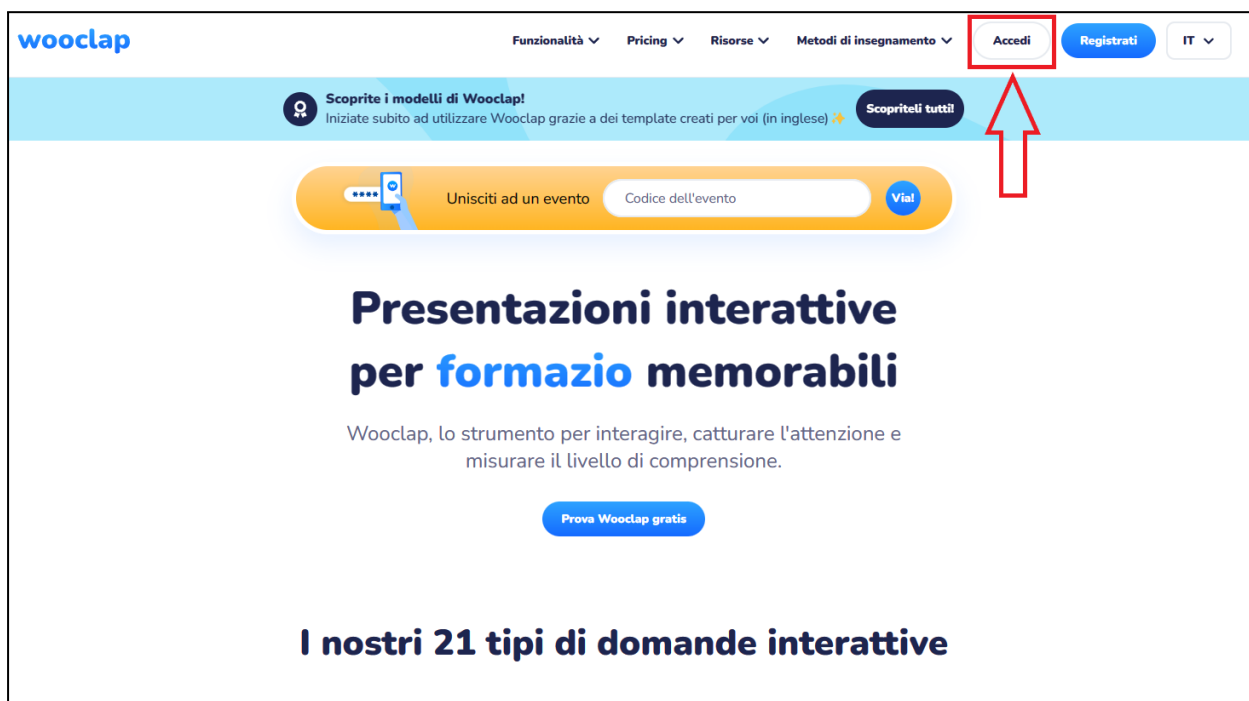 wooclap
Funzionalità Pricing Risorse Metodi di insegnamento Accedi Registrati IT
Scoprite i modelli di Wooclap!
Iniziate subito ad utilizzare Wooclap grazie a dei template creati per voi (in inglese) ✨
Scopriteli tutti!
Unisciti ad un evento Codice dell'evento Via!
Presentazioni interattive
per formazio memorabili
Wooclap, lo strumento per interagire, catturare l'attenzione e
misurare il livello di comprensione.
Prova Wooclap gratis
I nostri 21 tipi di domande interattive